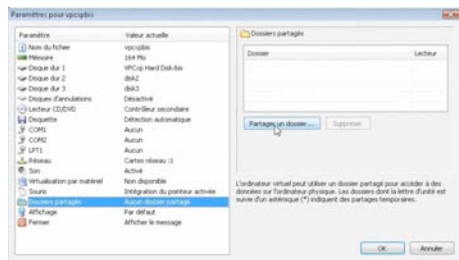 Paramètres pour vpcxpbis
Paramètre Valeur actuelle
Nom du fichier vpcxpbis
Mémoire 164 Mo
Disque dur 1 VPCxp Hard Disk-bis
Disque dur 2 disk2
Disque dur 3 disk3
Disques d'annulations Désactivé
Lecteur CD/DVD Contrôleur secondaire
Disquette Détection automatique
COM1 Aucun
COM2 Aucun
LPT1 Aucun
Réseau Cartes réseau :1
Son Activé
Virtualisation par matériel Non disponible
Souris Intégration du pointeur activée
Dossiers partagés Aucun dossier partagé
Affichage Par défaut
Fermer Afficher le message
Dossiers partagés
Dossier Lecteur
Partager un dossier ... Supprimer
L'ordinateur virtuel peut utiliser un dossier partagé pour accéder à des
données sur l'ordinateur physique. Les dossiers dont la lettre d'unité est
suivie d'un astérisque (*) indiquent des partages temporaires.
OK Annuler